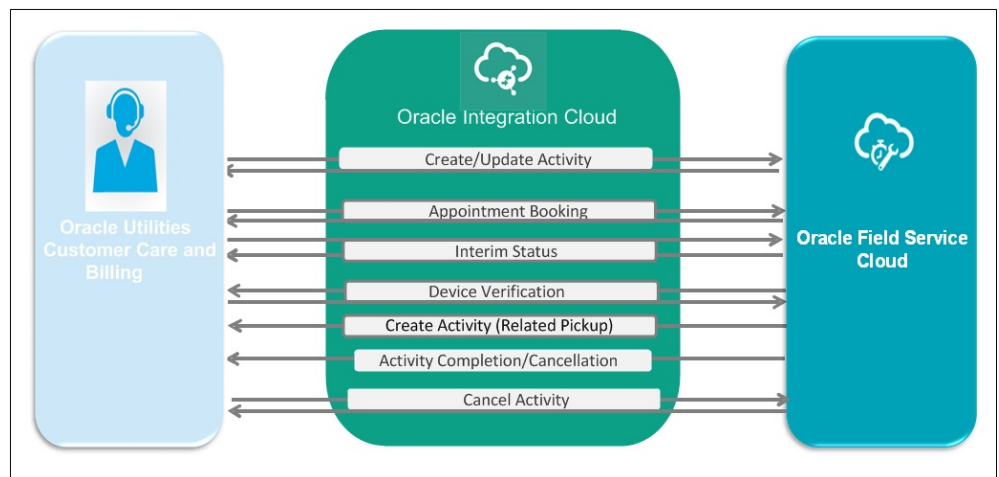 Oracle Integration Cloud
Create/Update Activity
Appointment Booking
Interim Status
Device Verification
Create Activity (Related Pickup)
Activity Completion/Cancellation
Cancel Activity
Oracle Utilities
Customer Care and
Billing
Oracle Field Service
Cloud